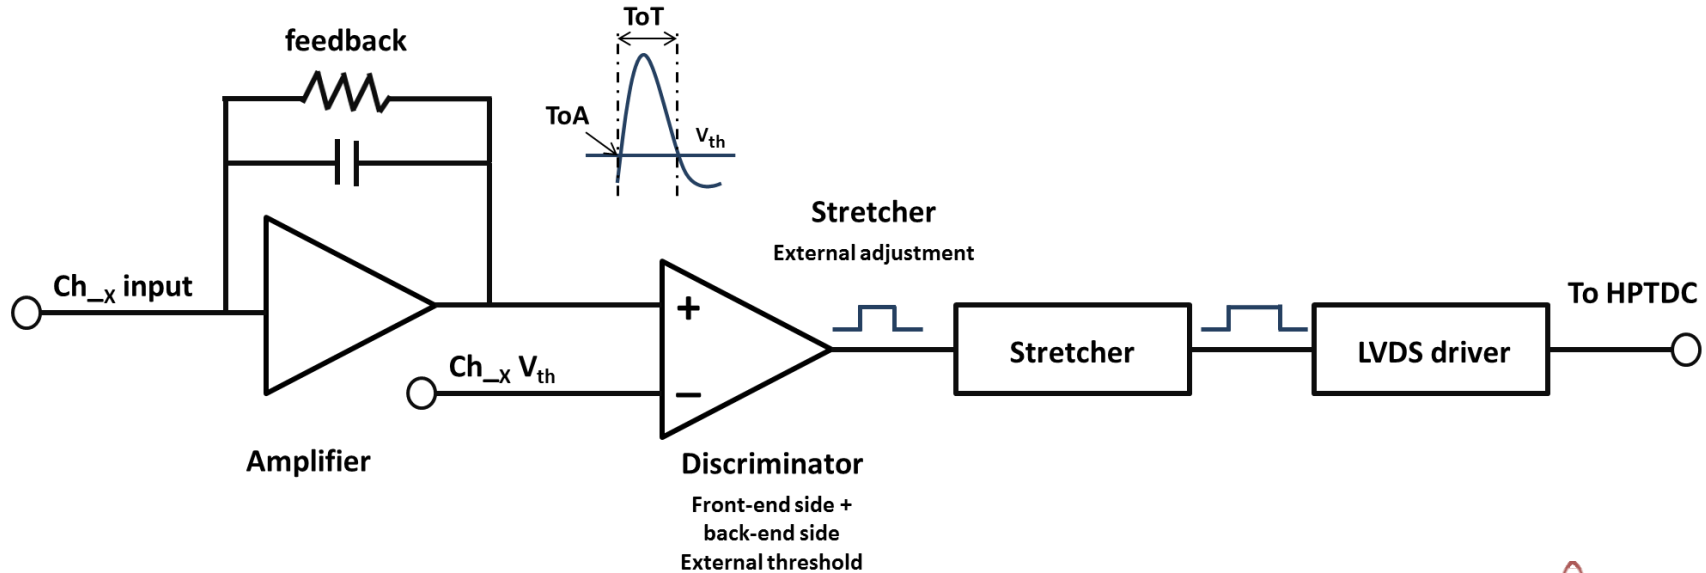 ToT
feedback
ToA
Vth
Stretcher
External adjustment
Ch_X input
To HPTDC
+
Ch_X Vth
Stretcher
LVDS driver
−
Amplifier
Discriminator
Front-end side +
back-end side
External threshold